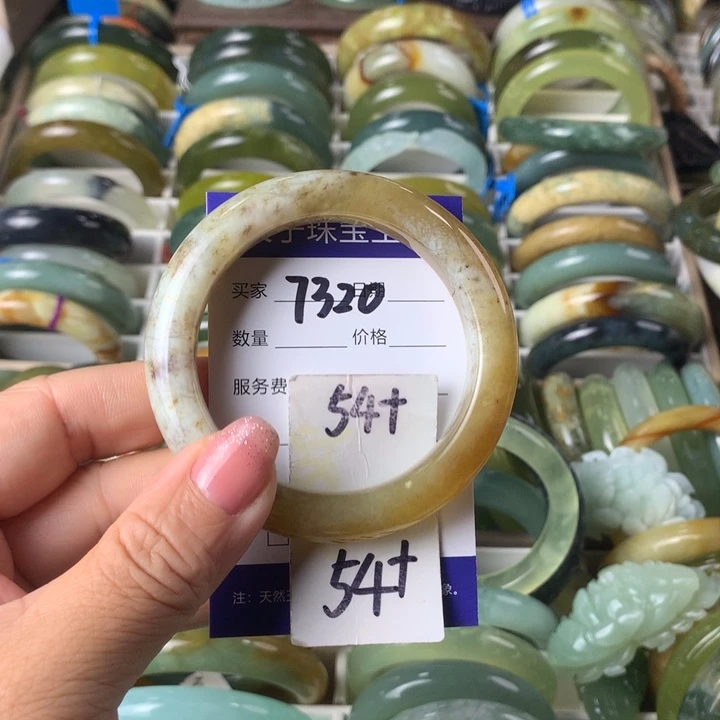 子珠宝
买家 7320 日期
数量 价格
服务费
54+
54+
注：天然 象。